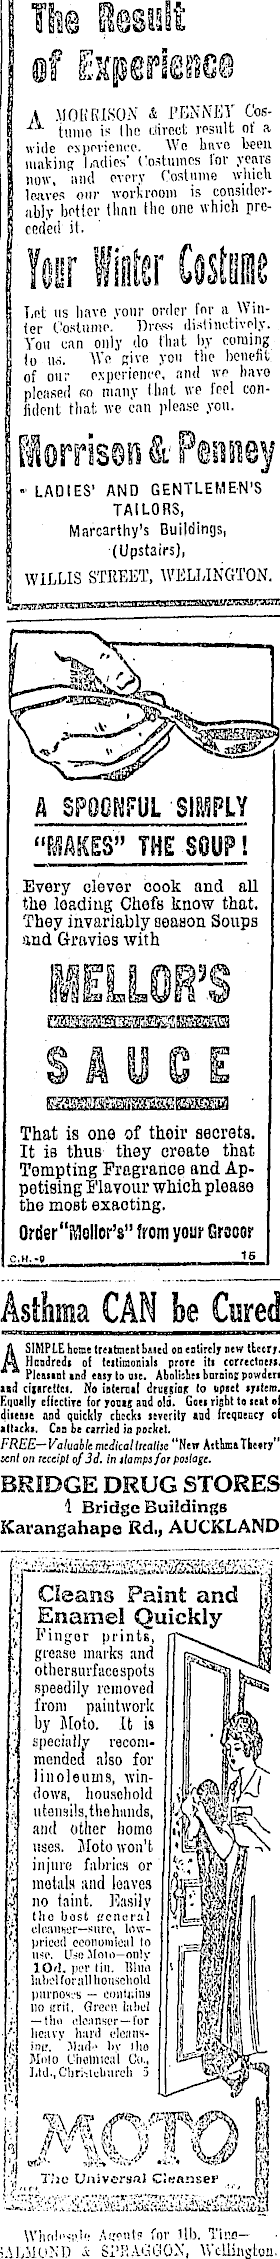 The Result
of Experience
A MORRISON & PENNEY Cos-
tume is the direct result of a
wide experience. We have been
making Ladies' Costumes for years
now, and every Costume which
leaves our workroom is consider-
ably better than the one which pre-
ceded it.
Your Winter Costume
Let us have your order for a Win-
ter Costume. Dress distinctively.
You can only do that by coming
to us. We give you the benefit
of our experience, and we have
pleased so many that we feel con-
fident that we can please you.
Morrison & Penney
LADIES' AND GENTLEMEN'S
TAILORS,
Marcarthy's Buildings,
(Upstairs),
WILLIS STREET, WELLINGTON.
A SPOONFUL SIMPLY
"MAKES" THE SOUP!
Every clever cook and all
the leading Chefs know that.
They invariably season Soups
and Gravies with
MELLOR'S
SAUCE
That is one of their secrets.
It is thus they create that
Tempting Fragrance and Ap-
petising Flavour which please
the most exacting.
Order "Mellor's" from your Grocer
C.H.-9 15
Asthma CAN be Cured
A SIMPLE home treatment based on entirely new theory.
Hundreds of testimonials prove its correctness.
Pleasant and easy to use. Abolishes burning powders
and cigarettes. No internal drugging to upset system.
Equally effective for young and old. Goes right to seat of
disease and quickly checks severity and frequency of
attacks. Can be carried in pocket.
FREE—Valuable medical treatise "New Asthma Theory"
sent on receipt of 3d. in stamps for postage.
BRIDGE DRUG STORES
1 Bridge Buildings
Karangahape Rd., AUCKLAND
Cleans Paint and
Enamel Quickly
Finger prints,
grease marks and
other surface spots
speedily removed
from paintwork
by Moto. It is
specially recom-
mended also for
linoleums, win-
dows, household
utensils, the hands,
and other home
uses. Moto won't
injure fabrics or
metals and leaves
no taint. Easily
the best general
cleanser—sure, low-
priced economical to
use. Use Moto—only
10d. per tin. Blue
label for all household
purposes — contains
no grit. Green label
—the cleanser—for
heavy hard cleans-
ing. Made by the
Moto Chemical Co.,
Ltd., Christchurch 5
MOTO
The Universal Cleanser
Wholesale Agents for 1lb. Tins—
SALMOND & SPRAGGON, Wellington.